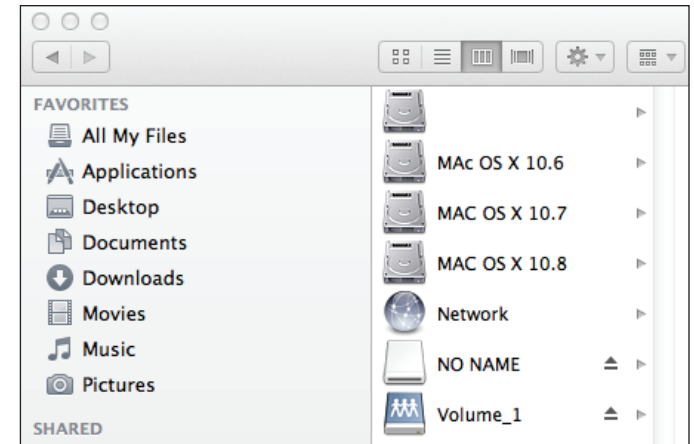 FAVORITES
All My Files
Applications
Desktop
Documents
Downloads
Movies
Music
Pictures
SHARED
MAc OS X 10.6
MAC OS X 10.7
MAC OS X 10.8
Network
NO NAME
Volume_1